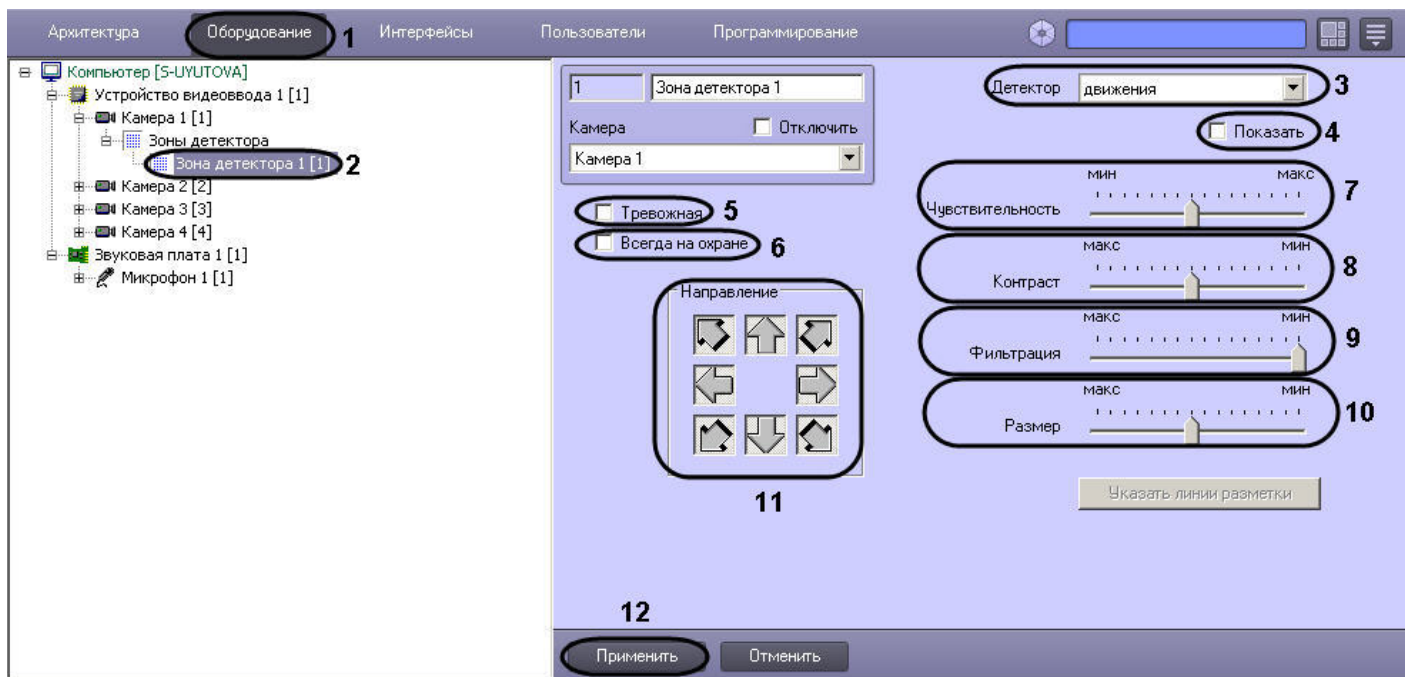 Архитектура Оборудование 1 Интерфейсы Пользователи Программирование
Компьютер [S-UYUTOVA]
Устройство видеоввода 1 [1]
Камера 1 [1]
Зоны детектора
Зона детектора 1 [1] 2
Камера 2 [2]
Камера 3 [3]
Камера 4 [4]
Звуковая плата 1 [1]
Микрофон 1 [1]
1 Зона детектора 1
Камера Отключить
Камера 1
Тревожная 5
Всегда на охране 6
Направление
11
Детектор движения 3
Показать 4
мин макс
Чувствительность 7
макс мин
Контраст 8
макс мин
Фильтрация 9
макс мин
Размер 10
Указать линии разметки
12
Применить Отменить